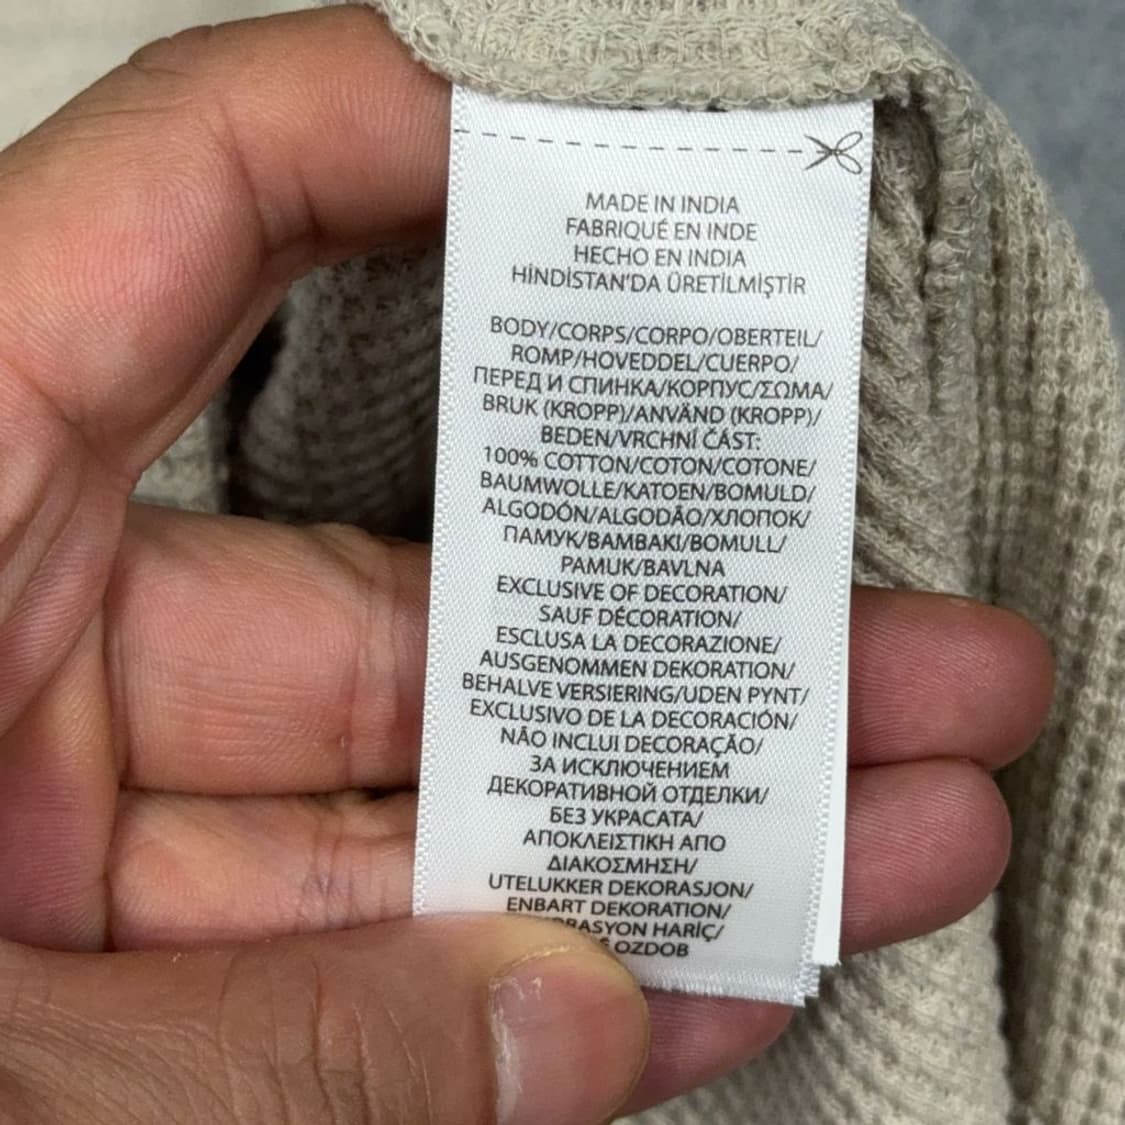 MADE IN INDIA
FABRIQUÉ EN INDE
HECHO EN INDIA
HİNDİSTAN'DA ÜRETİLMİŞTİR
BODY/CORPS/CORPO/OBERTEIL/
ROMP/HOVEDDEL/CUERPO/
ПЕРЕД И СПИНКА/КОРПУС/ΣΩΜΑ/
BRUK (KROPP)/ANVÄND (KROPP)/
BEDEN/VRCHNÍ ČÁST:
100% COTTON/COTON/COTONE/
BAUMWOLLE/KATOEN/BOMULD/
ALGODÓN/ALGODÃO/ХЛОПОК/
ПАМУК/ΒΑΜΒΑΚΙ/BOMULL/
PAMUK/BAVLNA
EXCLUSIVE OF DECORATION/
SAUF DÉCORATION/
ESCLUSA LA DECORAZIONE/
AUSGENOMMEN DEKORATION/
BEHALVE VERSIERING/UDEN PYNT/
EXCLUSIVO DE LA DECORACIÓN/
NÃO INCLUI DECORAÇÃO/
ЗА ИСКЛЮЧЕНИЕМ
ДЕКОРАТИВНОЙ ОТДЕЛКИ/
БЕЗ УКРАСАТА/
ΑΠΟΚΛΕΙΣΤΙΚΗ ΑΠΟ
ΔΙΑΚΟΣΜΗΣΗ/
UTELUKKER DEKORASJON/
ENBART DEKORATION/
HARİÇ/
OZDOB